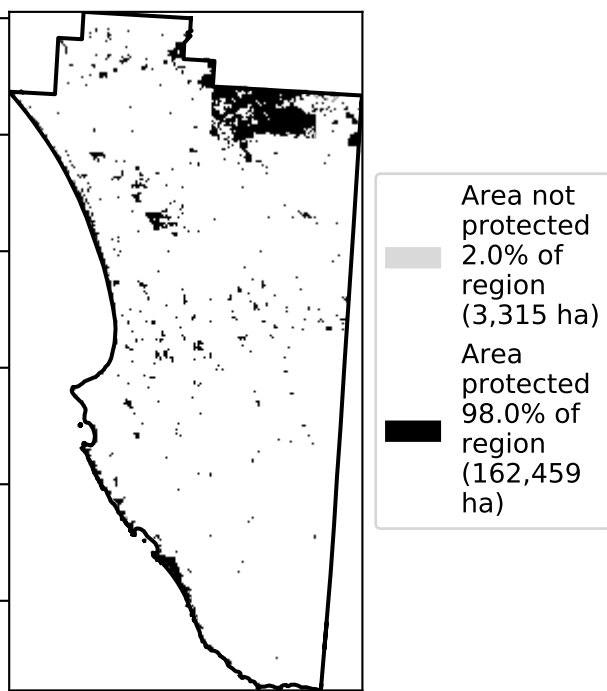 Area not
protected
2.0% of
region
(3,315 ha)
Area
protected
98.0% of
region
(162,459
ha)